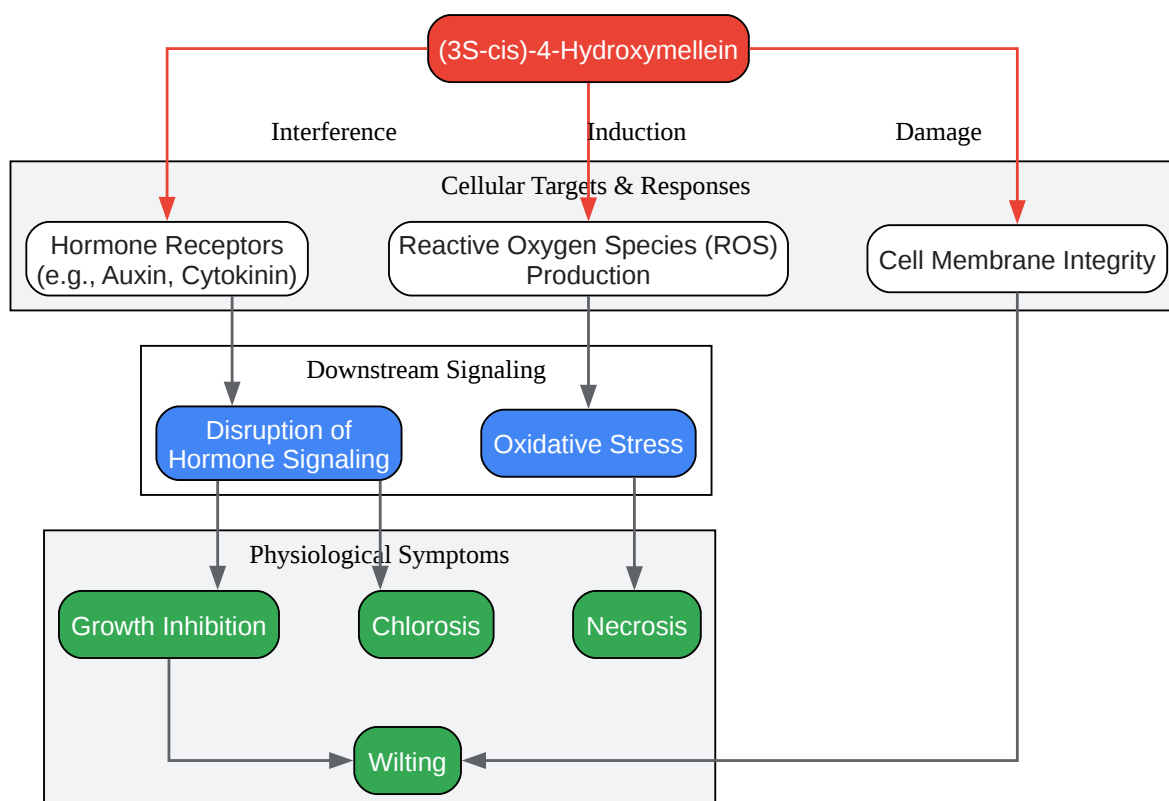 (3S-cis)-4-Hydroxymellein
Interference
Induction
Damage
Cellular Targets & Responses
Hormone Receptors
(e.g., Auxin, Cytokinin)
Reactive Oxygen Species (ROS)
Production
Cell Membrane Integrity
Downstream Signaling
Disruption of
Hormone Signaling
Oxidative Stress
Physiological Symptoms
Growth Inhibition
Chlorosis
Necrosis
Wilting